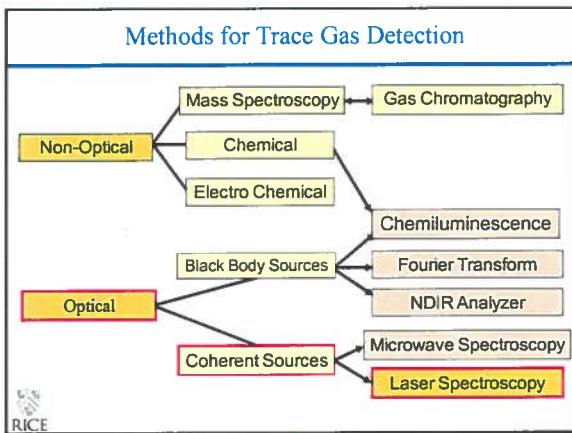 Methods for Trace Gas Detection
Mass Spectroscopy
Gas Chromatography
Non-Optical
Chemical
Electro Chemical
Chemiluminescence
Black Body Sources
Fourier Transform
Optical
NDIR Analyzer
Microwave Spectroscopy
Coherent Sources
Laser Spectroscopy
RICE